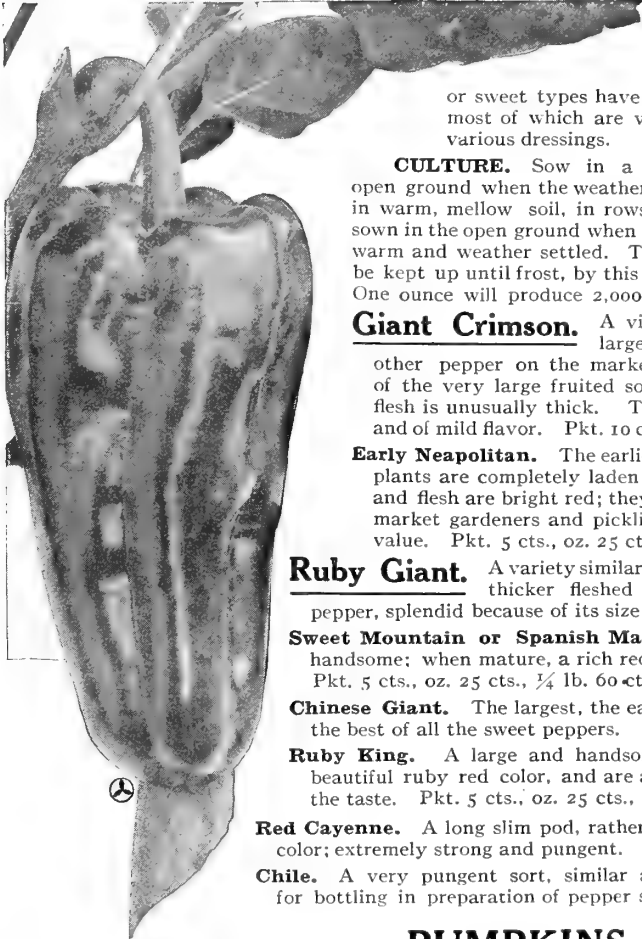 or sweet types have
most of which are
various dressings.
CULTURE. Sow in a
open ground when the weather
in warm, mellow soil, in rows
sown in the open ground when
warm and weather settled. T
be kept up until frost, by this
One ounce will produce 2,000
Giant Crimson. A vi
large
other pepper on the marke
of the very large fruited so
flesh is unusually thick. T
and of mild flavor. Pkt. 10 c
Early Neapolitan. The earli
plants are completely laden
and flesh are bright red; they
market gardeners and pickli
value. Pkt. 5 cts., oz. 25 ct
Ruby Giant. A variety similar
thicker fleshed
pepper, splendid because of its size
Sweet Mountain or Spanish Ma
handsome; when mature, a rich re
Pkt. 5 cts., oz. 25 cts., ¼ lb. 60 ct
Chinese Giant. The largest, the ea
the best of all the sweet peppers.
Ruby King. A large and handso
beautiful ruby red color, and are a
the taste. Pkt. 5 cts., oz. 25 cts.,
Red Cayenne. A long slim pod, rather
color; extremely strong and pungent.
Chile. A very pungent sort, similar a
for bottling in preparation of pepper s
PUMPKINS